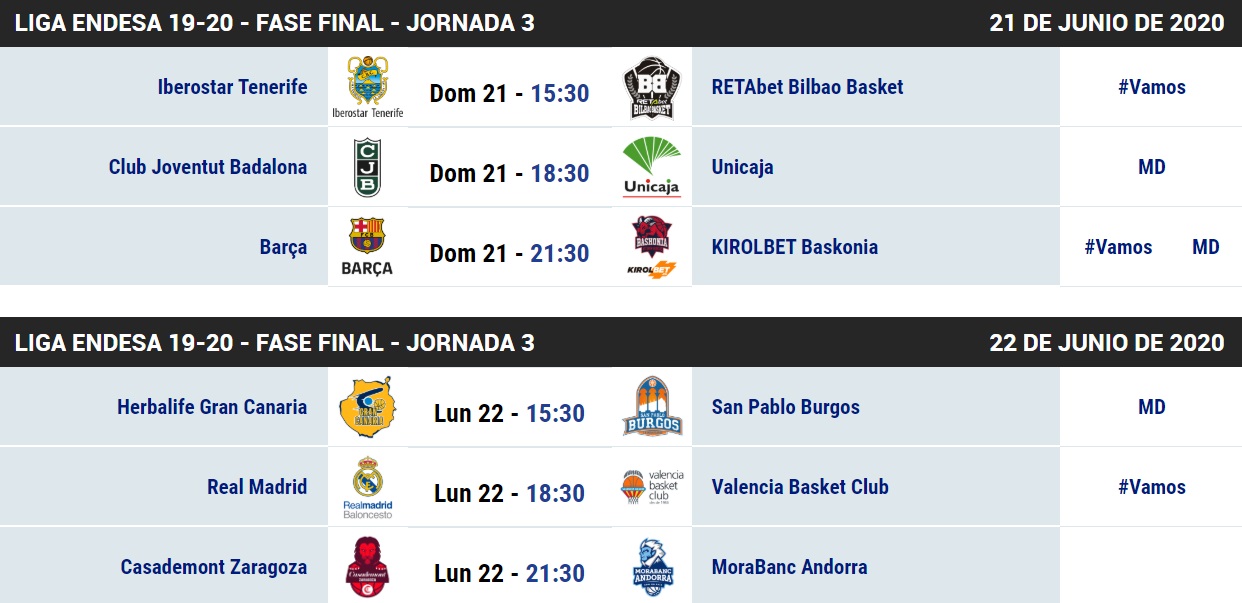 LIGA ENDESA 19-20 - FASE FINAL - JORNADA 3 21 DE JUNIO DE 2020
Iberostar Tenerife Iberostar Tenerife Dom 21 - 15:30 BB RETAbet BILBAO BASKET RETAbet Bilbao Basket #Vamos
Club Joventut Badalona CJB Dom 21 - 18:30 Unicaja Unicaja MD
Barça FCB BARÇA Dom 21 - 21:30 BASKONIA KIROLBET KIROLBET Baskonia #Vamos MD
LIGA ENDESA 19-20 - FASE FINAL - JORNADA 3 22 DE JUNIO DE 2020
Herbalife Gran Canaria GRAN CANARIA Lun 22 - 15:30 SAN PABLO BURGOS San Pablo Burgos MD
Real Madrid Realmadrid Baloncesto Lun 22 - 18:30 valencia basket club Valencia Basket Club #Vamos
Casademont Zaragoza Casademont Lun 22 - 21:30 MORABANC ANDORRA MoraBanc Andorra